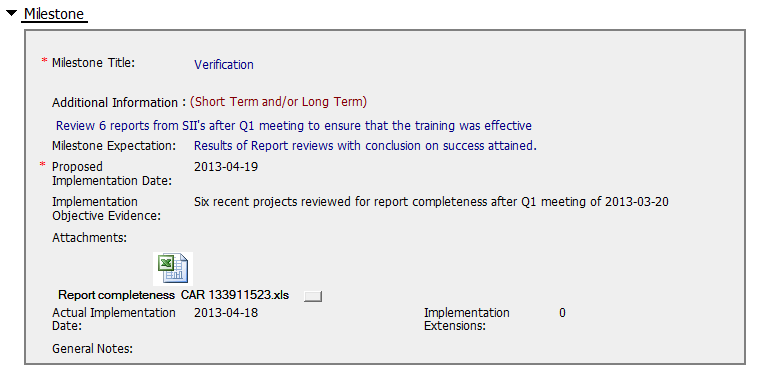 Milestone
* Milestone Title: Verification
Additional Information : (Short Term and/or Long Term)
Review 6 reports from SII's after Q1 meeting to ensure that the training was effective
Milestone Expectation: Results of Report reviews with conclusion on success attained.
* Proposed 2013-04-19
Implementation Date:
Implementation Six recent projects reviewed for report completeness after Q1 meeting of 2013-03-20
Objective Evidence:
Attachments:
Report completeness CAR 133911523.xls
Actual Implementation 2013-04-18 Implementation 0
Date: Extensions:
General Notes: